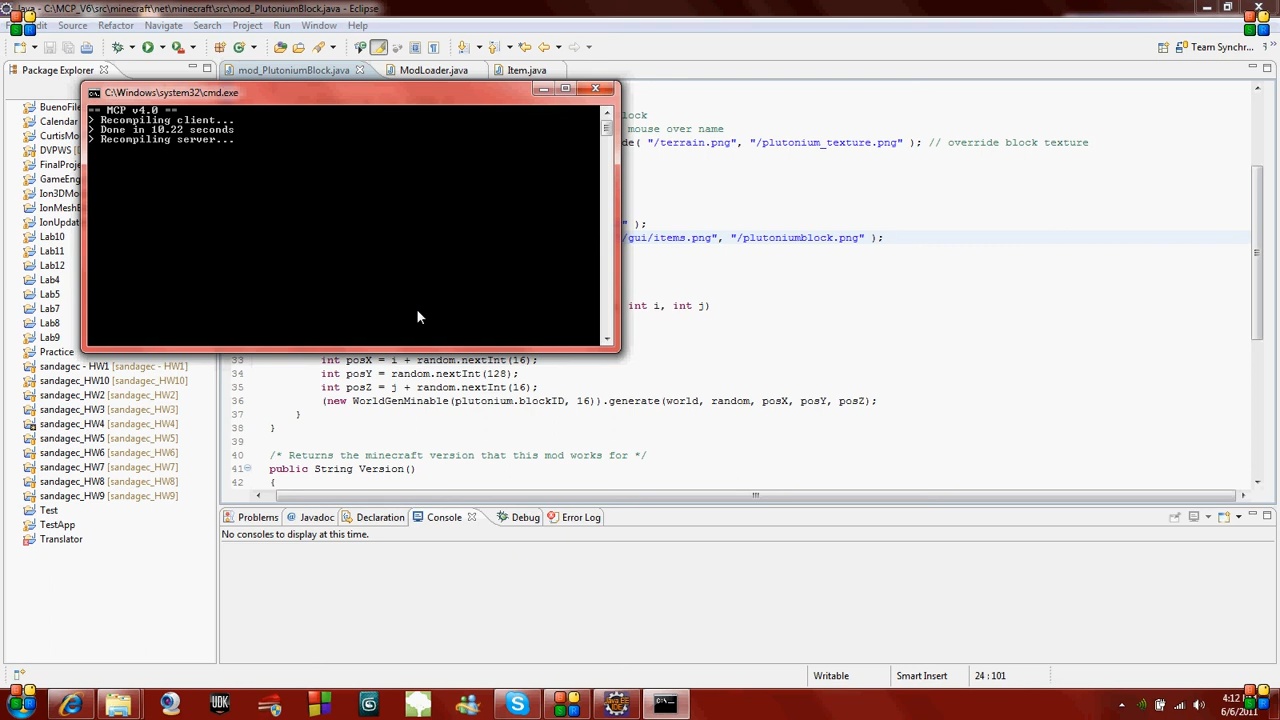 Java - C:\MCP_V6\src\minecraft\net\minecraft\src\mod_PlutoniumBlock.java - Eclipse
Source Refactor Navigate Search Project Run Window Help
Team Synchr...
Package Explorer
mod_PlutoniumBlock.java
ModLoader.java
Item.java
C:\Windows\system32\cmd.exe
== MCP v4.0 ==
> Recompiling client...
> Done in 10.22 seconds
> Recompiling server...
BuenoFile
Calendar
CurtisMo
DVPWS
FinalProj
GameEng
Ion3DMo
IonMeshE
IonUpdat
Lab10
Lab11
Lab12
Lab4
Lab5
Lab7
Lab8
Lab9
Practice
sandagec - HW1 [sandagec - HW1]
sandagec_HW10 [sandagec_HW10]
sandagec_HW2 [sandagec_HW2]
sandagec_HW3 [sandagec_HW3]
sandagec_HW4 [sandagec_HW4]
sandagec_HW5 [sandagec_HW5]
sandagec_HW6 [sandagec_HW6]
sandagec_HW7 [sandagec_HW7]
sandagec_HW8 [sandagec_HW8]
sandagec_HW9 [sandagec_HW9]
Test
TestApp
Translator
lock
mouse over name
de( "/terrain.png", "/plutonium_texture.png" ); // override block texture
" );
/gui/items.png", "/plutoniumblock.png" );
int i, int j)
33 int posX = i + random.nextInt(16);
34 int posY = random.nextInt(128);
35 int posZ = j + random.nextInt(16);
36 (new WorldGenMinable(plutonium.blockID, 16)).generate(world, random, posX, posY, posZ);
37 }
38 }
39
40 /* Returns the minecraft version that this mod works for */
41 public String Version()
42 {
Problems Javadoc Declaration Console Debug Error Log
No consoles to display at this time.
Writable Smart Insert 24 : 101
UDK
4:12
6/6/2011